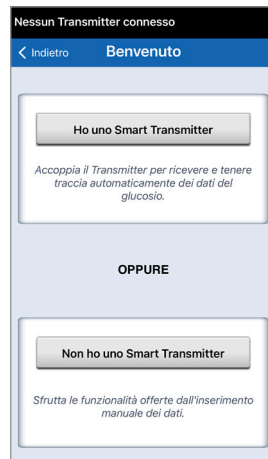 Nessun Transmitter connesso
Indietro
Benvenuto
Ho uno Smart Transmitter
Accoppia il Transmitter per ricevere e tenere
traccia automaticamente dei dati del
glucosio.
OPPURE
Non ho uno Smart Transmitter
Sfrutta le funzionalità offerte dall'inserimento
manuale dei dati.